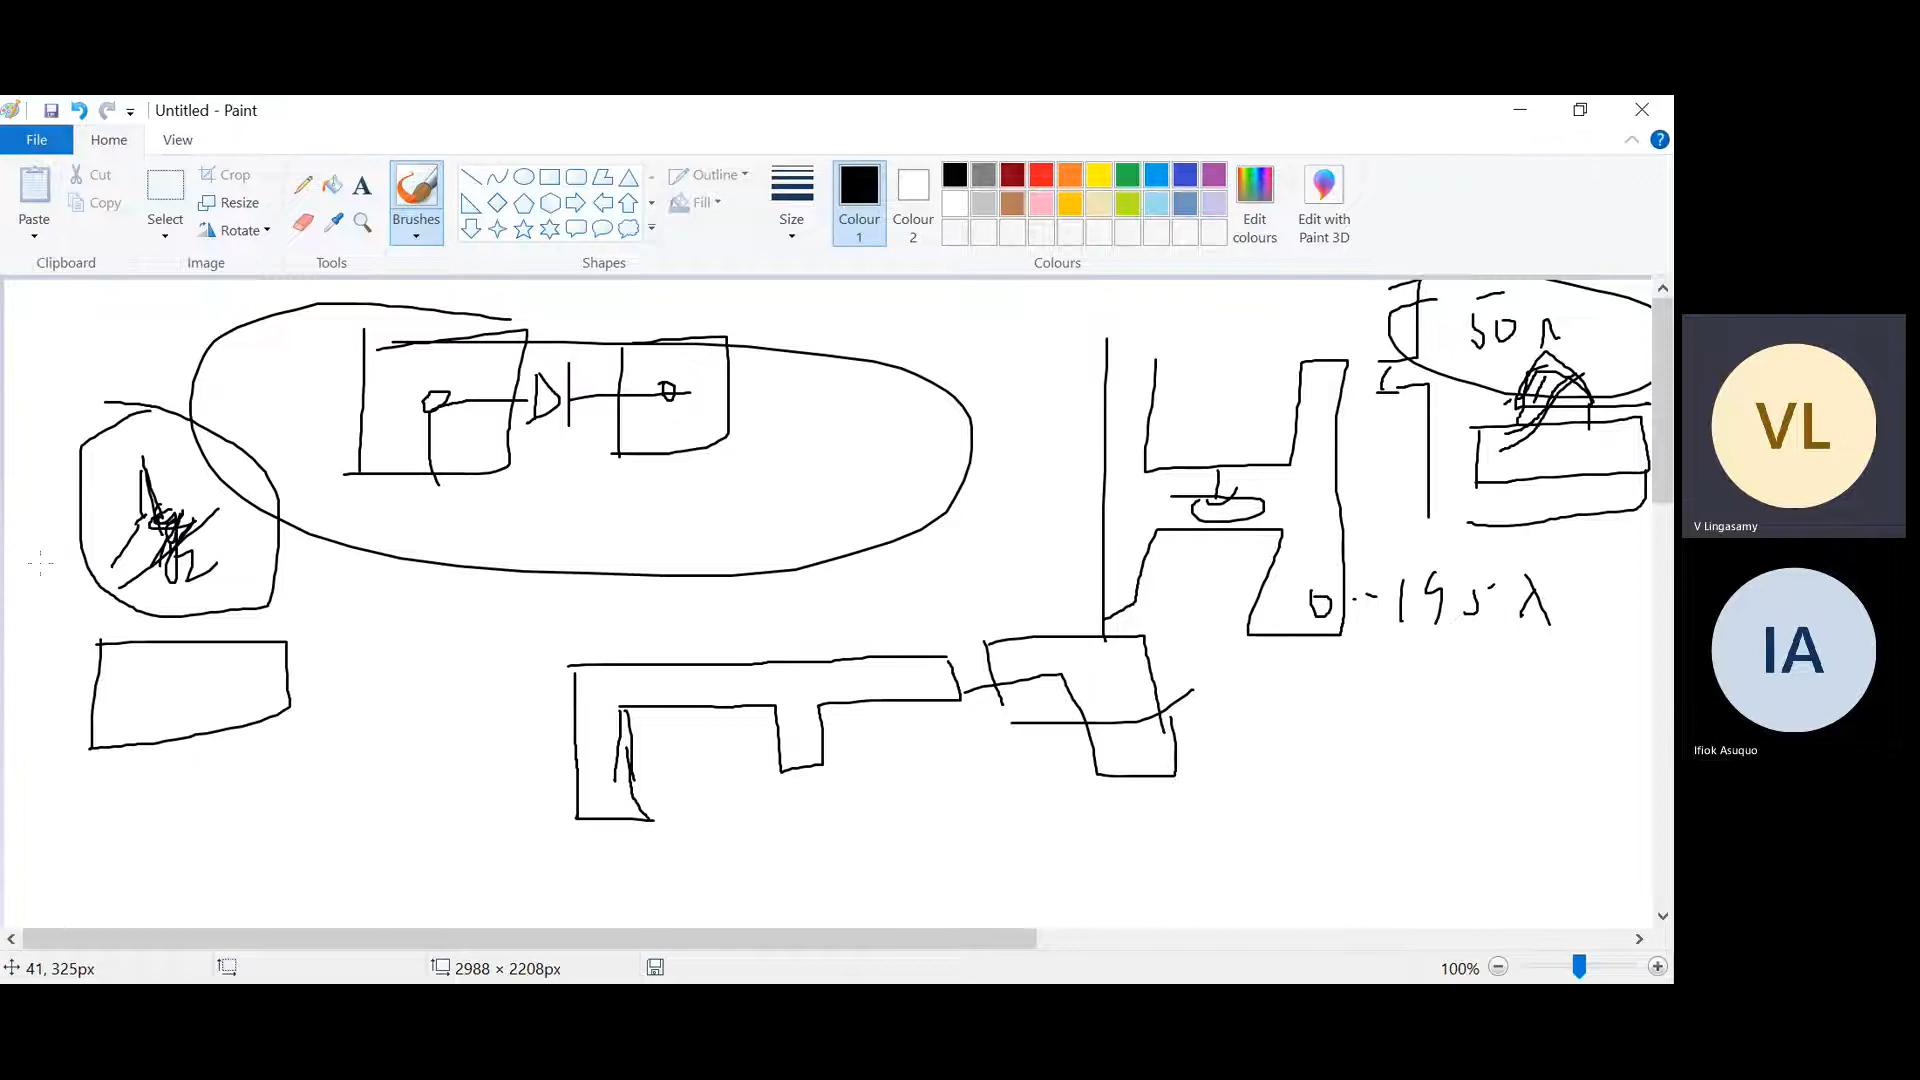 Untitled - Paint
File Home View
Paste
Clipboard
Cut
Copy
Select
Crop
Resize
Rotate
Image
A
Tools
Brushes
Shapes
Outline
Fill
Size
Colour 1
Colour 2
Edit colours
Edit with Paint 3D
Colours
50
0--195 λ
VL
V Lingasamy
IA
Ifiok Asuquo
41, 325px
2988 × 2208px
100%